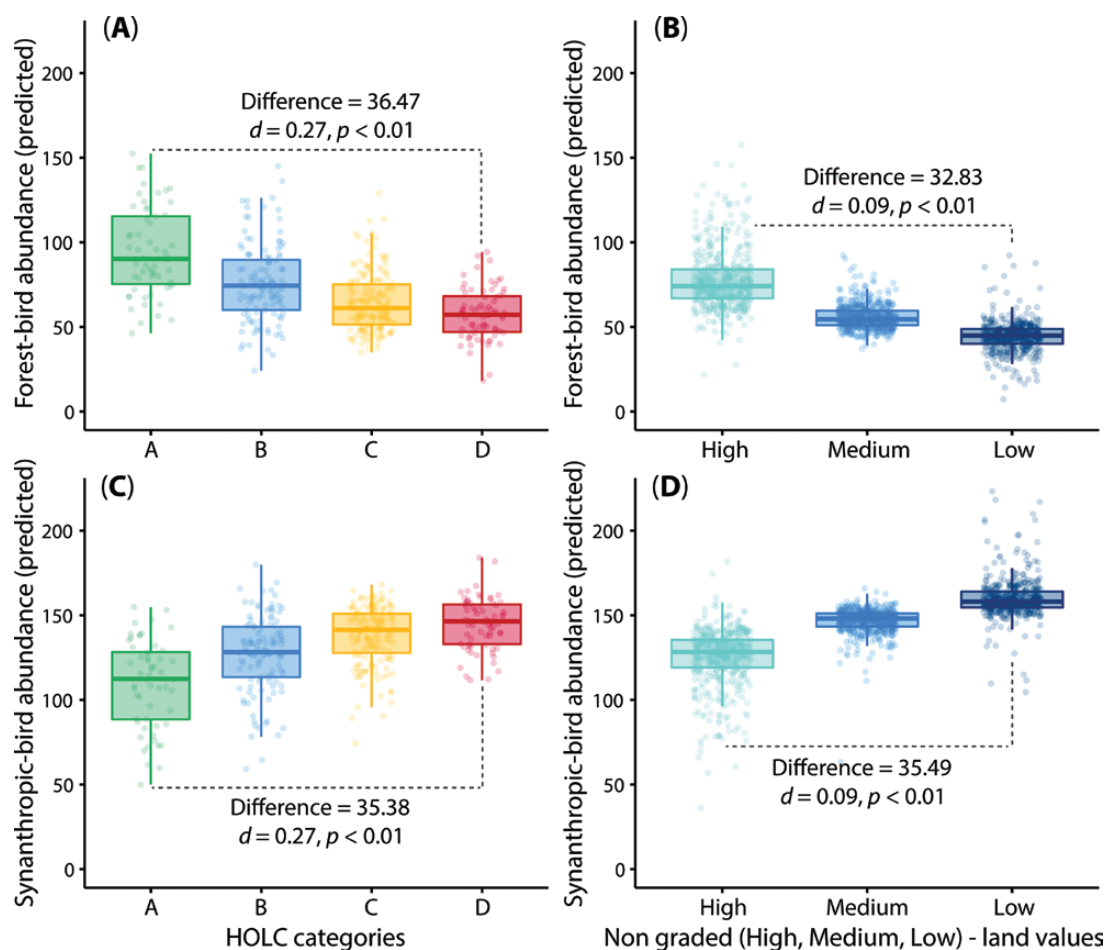 (A)
Forest-bird abundance (predicted)
200
150
100
50
0
Difference = 36.47
d = 0.27, p < 0.01
A B C D
(B)
Forest-bird abundance (predicted)
200
150
100
50
0
Difference = 32.83
d = 0.09, p < 0.01
High Medium Low
(C)
Synanthropic-bird abundance (predicted)
200
150
100
50
0
Difference = 35.38
d = 0.27, p < 0.01
A B C D
HOLC categories
(D)
Synanthropic-bird abundance (predicted)
200
150
100
50
0
Difference = 35.49
d = 0.09, p < 0.01
High Medium Low
Non graded (High, Medium, Low) - land values